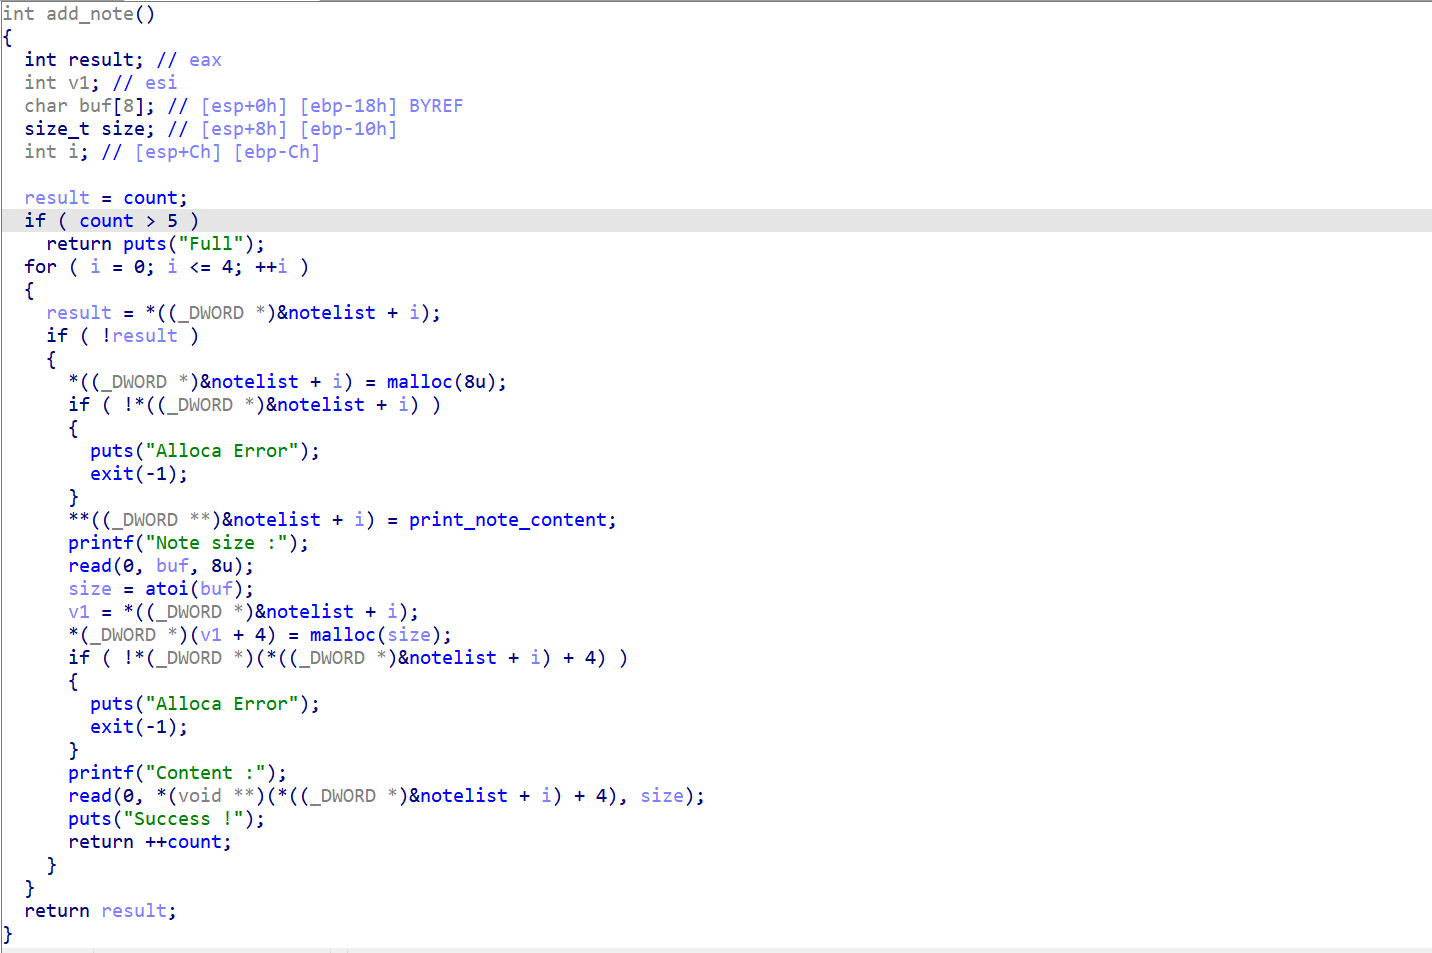 int add_note()
{
  int result; // eax
  int v1; // esi
  char buf[8]; // [esp+0h] [ebp-18h] BYREF
  size_t size; // [esp+8h] [ebp-10h]
  int i; // [esp+Ch] [ebp-Ch]

  result = count;
  if ( count > 5 )
    return puts("Full");
  for ( i = 0; i <= 4; ++i )
  {
    result = *((_DWORD *)&notelist + i);
    if ( !result )
    {
      *((_DWORD *)&notelist + i) = malloc(8u);
      if ( !*((_DWORD *)&notelist + i) )
      {
        puts("Alloca Error");
        exit(-1);
      }
      **((_DWORD **)&notelist + i) = print_note_content;
      printf("Note size :");
      read(0, buf, 8u);
      size = atoi(buf);
      v1 = *((_DWORD *)&notelist + i);
      *(_DWORD *)(v1 + 4) = malloc(size);
      if ( !*(_DWORD *)(*((_DWORD *)&notelist + i) + 4) )
      {
        puts("Alloca Error");
        exit(-1);
      }
      printf("Content :");
      read(0, *(void **)(*((_DWORD *)&notelist + i) + 4), size);
      puts("Success !");
      return ++count;
    }
  }
  return result;
}